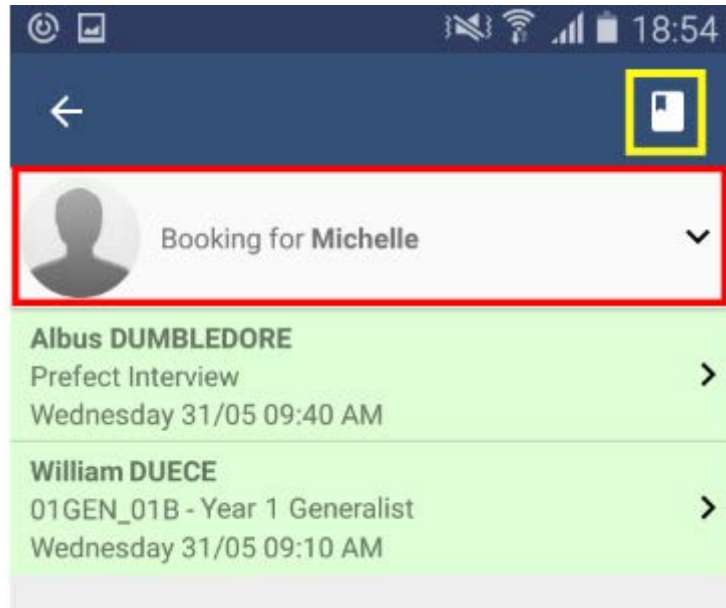 18:54
Booking for Michelle
Albus DUMBLEDORE
Prefect Interview
Wednesday 31/05 09:40 AM
William DUECE
01GEN_01B - Year 1 Generalist
Wednesday 31/05 09:10 AM